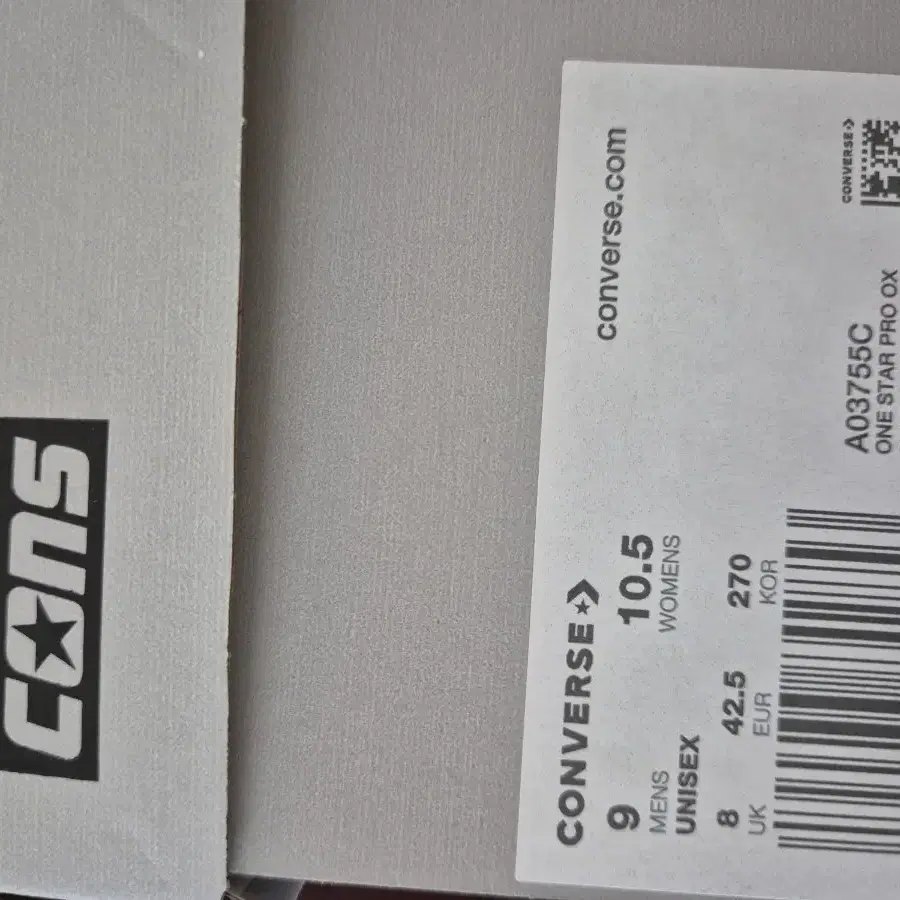 CONS
CONVERSE
converse.com
9 10.5
MENS WOMENS
UNISEX
8 42.5 270
UK EUR KOR
A03755C
ONE STAR PRO OX
CONVERSE